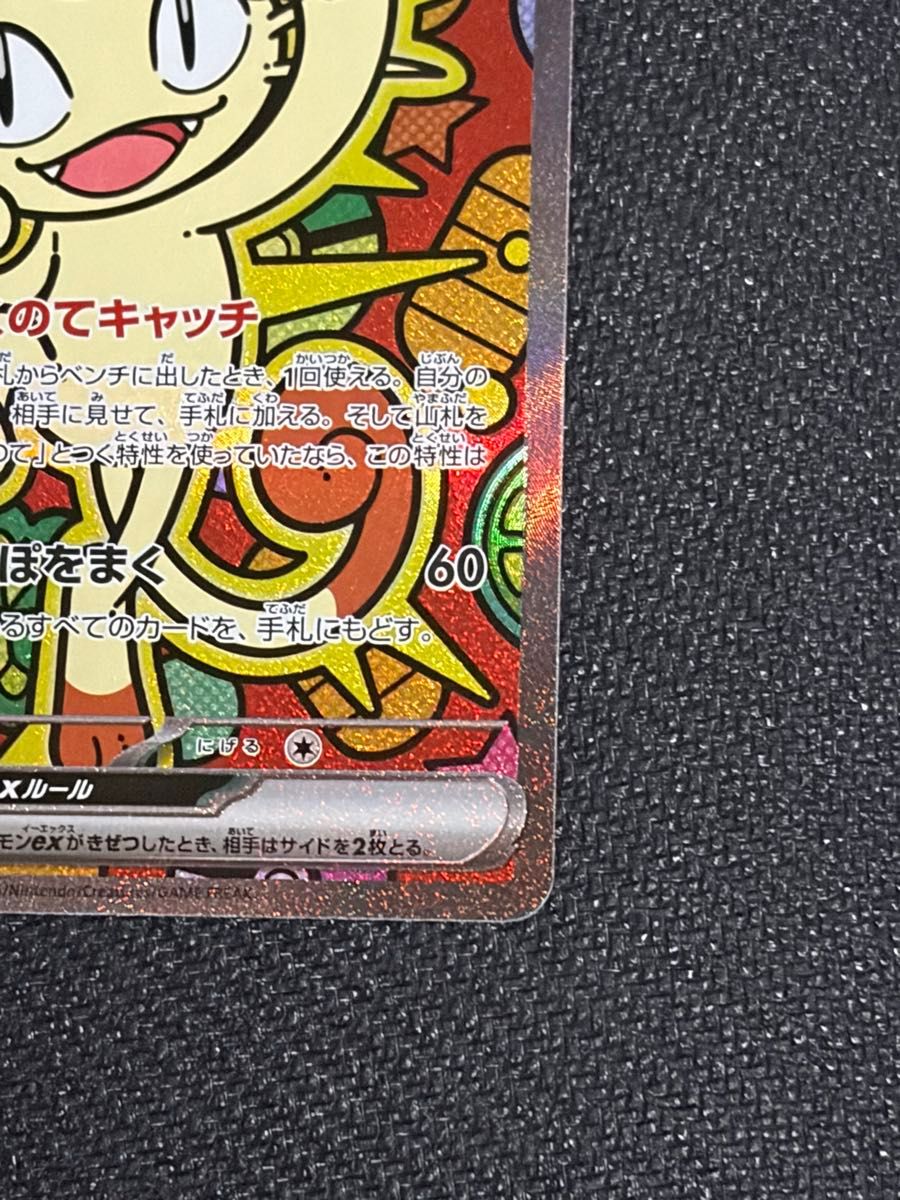 のてキャッチ
札からベンチに出したとき、1回使える。自分の
相手に見せて、手札に加える。そして山札を
のて」とつく特性を使っていたなら、この特性は
ぽをまく 60
るすべてのカードを、手札にもどす。
にげる
xルール
モンexがきぜつしたとき、相手はサイドを2枚とる。
/Nintendo/Creatures/GAME FREAK.